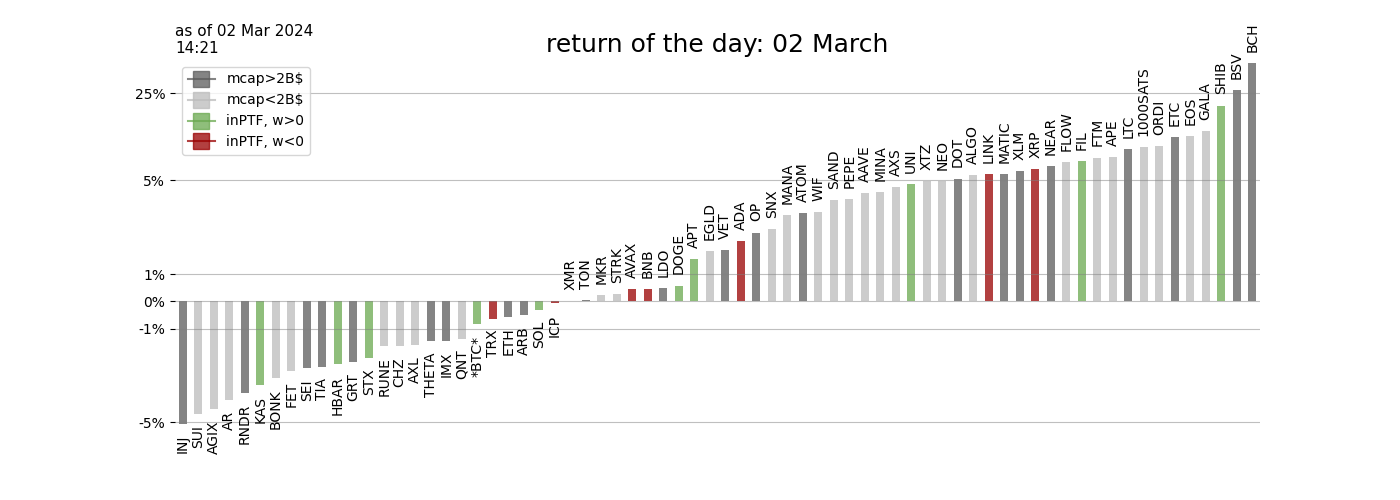 as of 02 Mar 2024
14:21
return of the day: 02 March
mcap>2B$
mcap<2B$
inPTF, w>0
inPTF, w<0
25%
5%
1%
0%
-1%
-5%
INJ
SUI
AGIX
AR
RNDR
KAS
BONK
FET
SEI
TIA
HBAR
GRT
STX
RUNE
CHZ
AXL
THETA
IMX
QNT
*BTC*
TRX
ETH
ARB
SOL
ICP
XMR
TON
MKR
STRK
AVAX
BNB
LDO
DOGE
APT
EGLD
VET
ADA
OP
SNX
MANA
ATOM
WIF
SAND
PEPE
AAVE
MINA
AXS
UNI
XTZ
NEO
DOT
ALGO
LINK
MATIC
XLM
XRP
NEAR
FLOW
FIL
FTM
APE
LTC
1000SATS
ORDI
ETC
EOS
GALA
SHIB
BSV
BCH